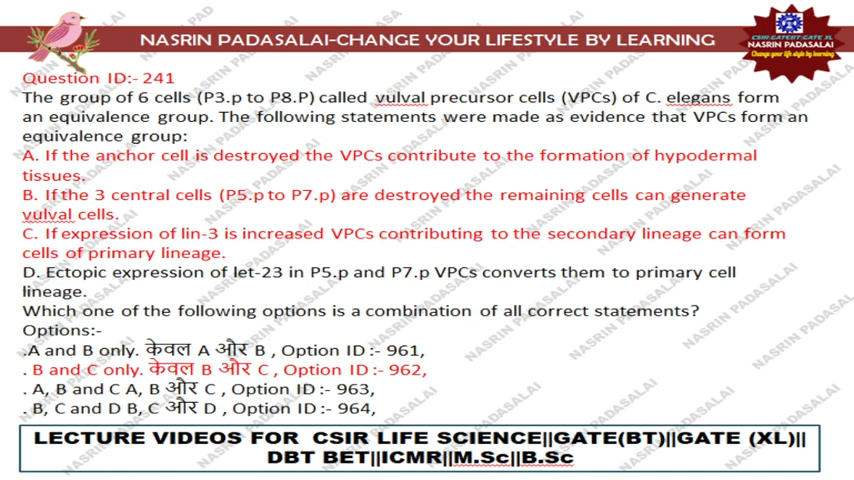 NASRIN PADASALAI-CHANGE YOUR LIFESTYLE BY LEARNING
CSIR-GATEBT-GATE XL
NASRIN PADASALAI
Change your life style by learning
Question ID:- 241
The group of 6 cells (P3.p to P8.P) called vulval precursor cells (VPCs) of C. elegans form
an equivalence group. The following statements were made as evidence that VPCs form an
equivalence group:
A. If the anchor cell is destroyed the VPCs contribute to the formation of hypodermal
tissues.
B. If the 3 central cells (P5.p to P7.p) are destroyed the remaining cells can generate
vulval cells.
C. If expression of lin-3 is increased VPCs contributing to the secondary lineage can form
cells of primary lineage.
D. Ectopic expression of let-23 in P5.p and P7.p VPCs converts them to primary cell
lineage.
Which one of the following options is a combination of all correct statements?
Options:-
.A and B only. केवल A और B , Option ID :- 961,
. B and C only. केवल B और C , Option ID :- 962,
. A, B and C A, B और C , Option ID :- 963,
. B, C and D B, C और D , Option ID :- 964,
LECTURE VIDEOS FOR CSIR LIFE SCIENCE||GATE(BT)||GATE (XL)||
DBT BET||ICMR||M.Sc||B.Sc